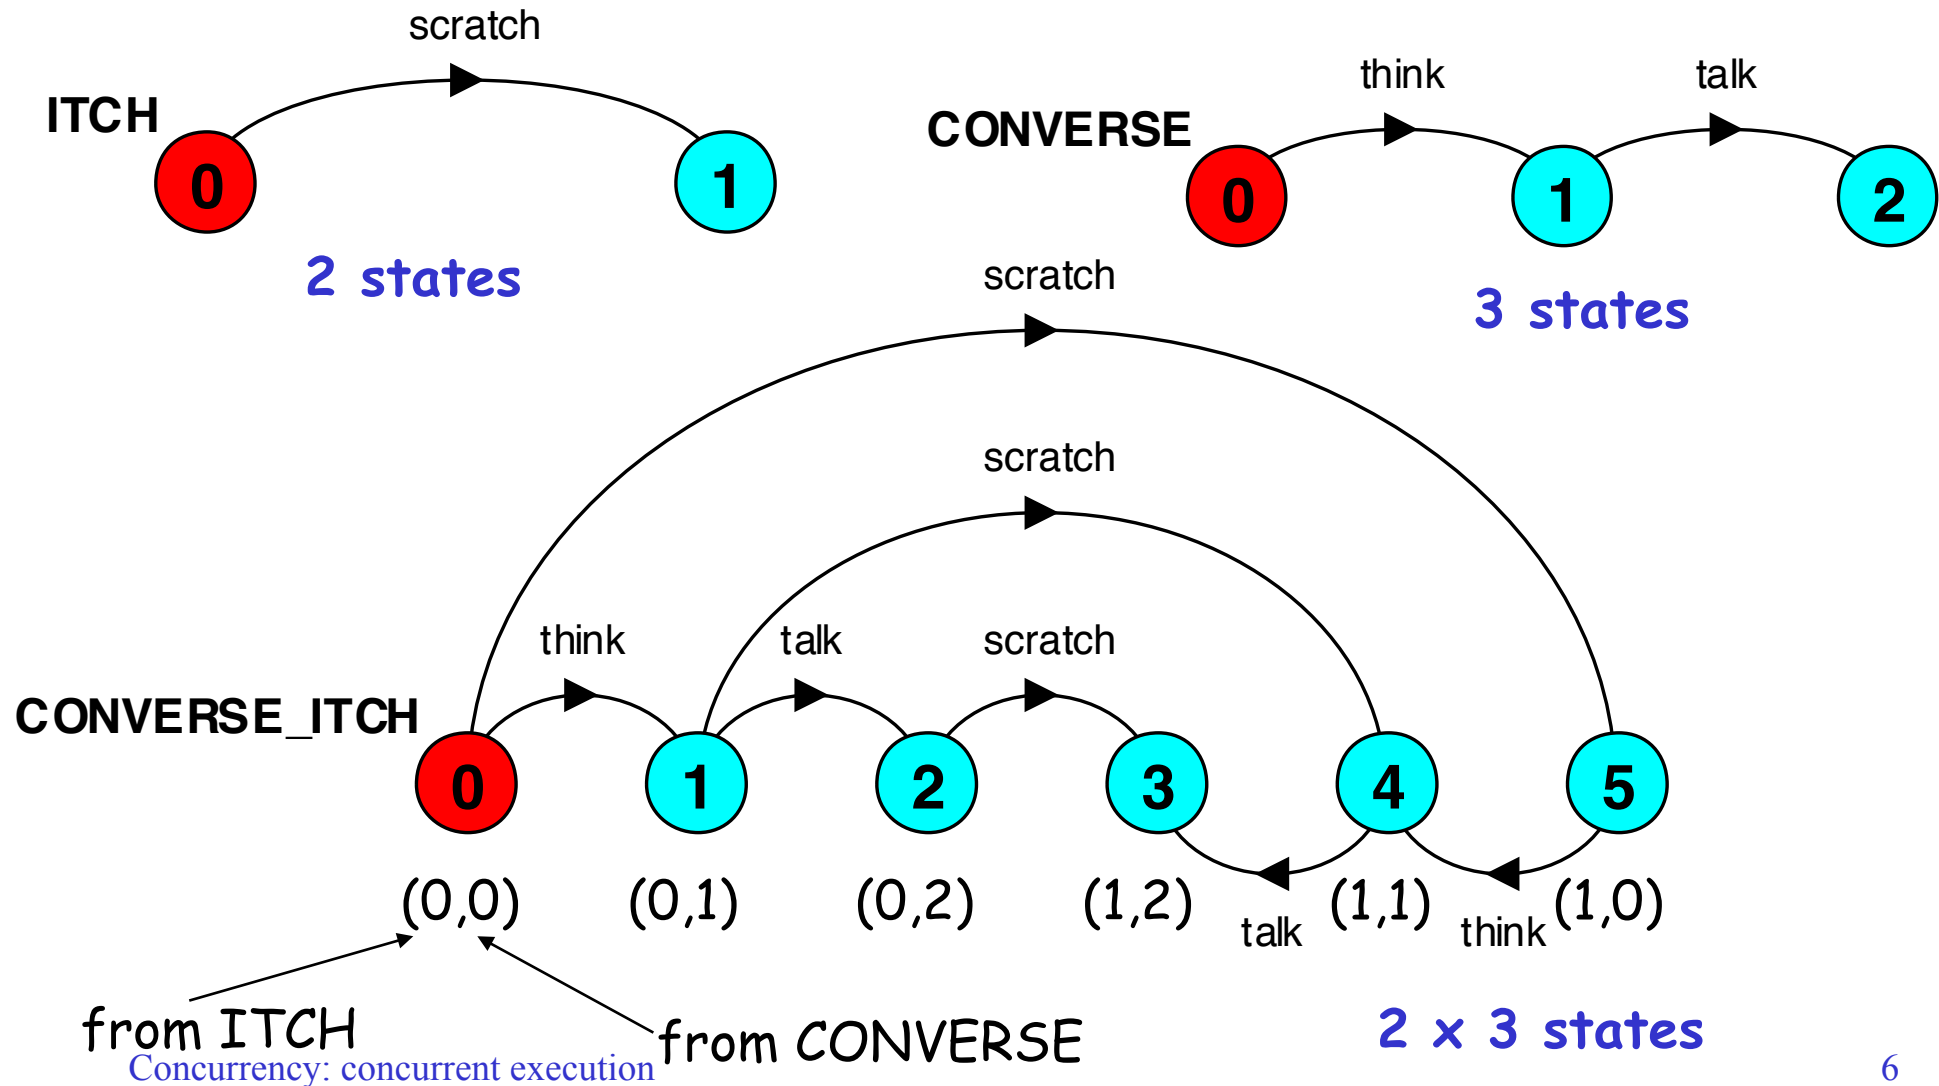 scratch
ITCH
0
1
2 states
think
talk
CONVERSE
0
1
2
3 states
scratch
scratch
think
talk
scratch
CONVERSE_ITCH
0
1
2
3
4
5
(0,0)
(0,1)
(0,2)
(1,2)
talk
(1,1)
think
(1,0)
from ITCH
from CONVERSE
2 x 3 states
Concurrency: concurrent execution
6